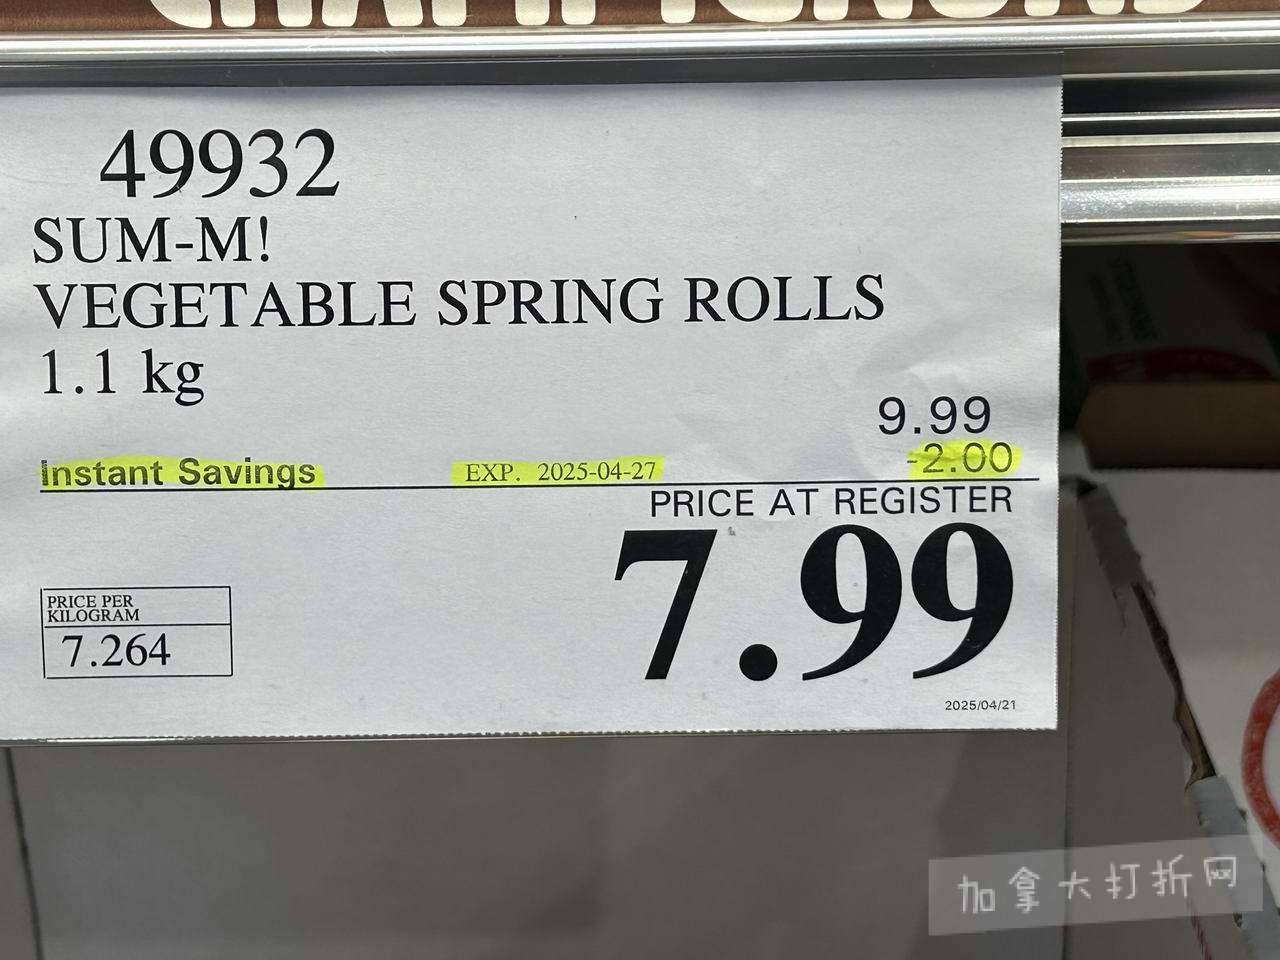 CHAMPIGNONS
49932
SUM-M!
VEGETABLE SPRING ROLLS
1.1 kg
9.99
Instant Savings EXP. 2025-04-27 -2.00
PRICE AT REGISTER
7.99
PRICE PER
KILOGRAM
7.264
2025/04/21
加拿大打折网